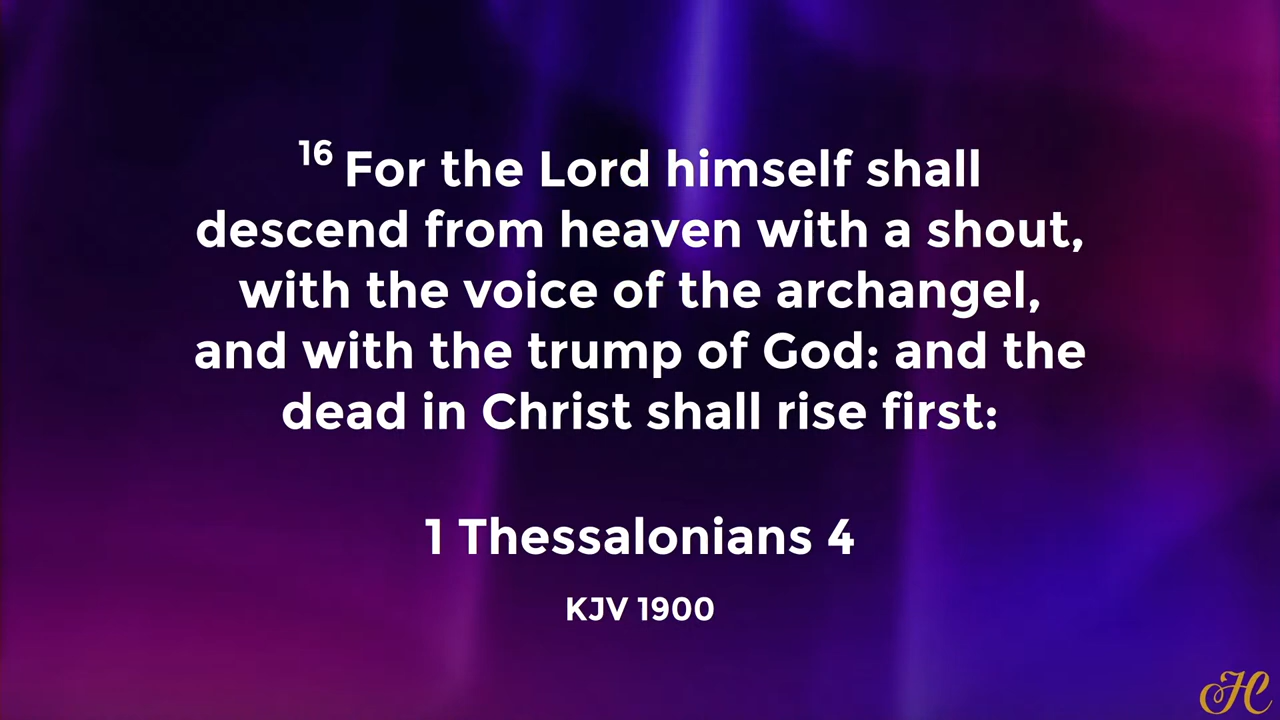 16 For the Lord himself shall
descend from heaven with a shout,
with the voice of the archangel,
and with the trump of God: and the
dead in Christ shall rise first:
1 Thessalonians 4
KJV 1900
HC